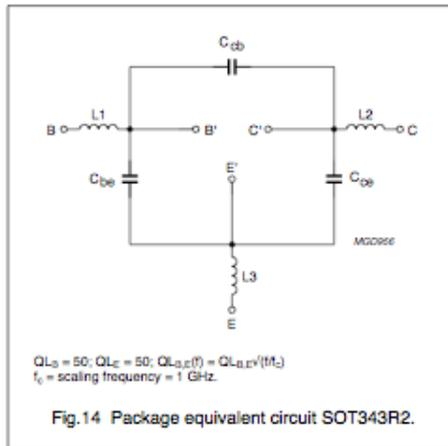 Ccb
L1
L2
B
B'
C'
C
Cbe
E'
Cce
MGD956
L3
E
QLB = 50; QLE = 50; QLB,E(f) = QLB,E√(f/fc)
fc = scaling frequency = 1 GHz.
Fig.14 Package equivalent circuit SOT343R2.